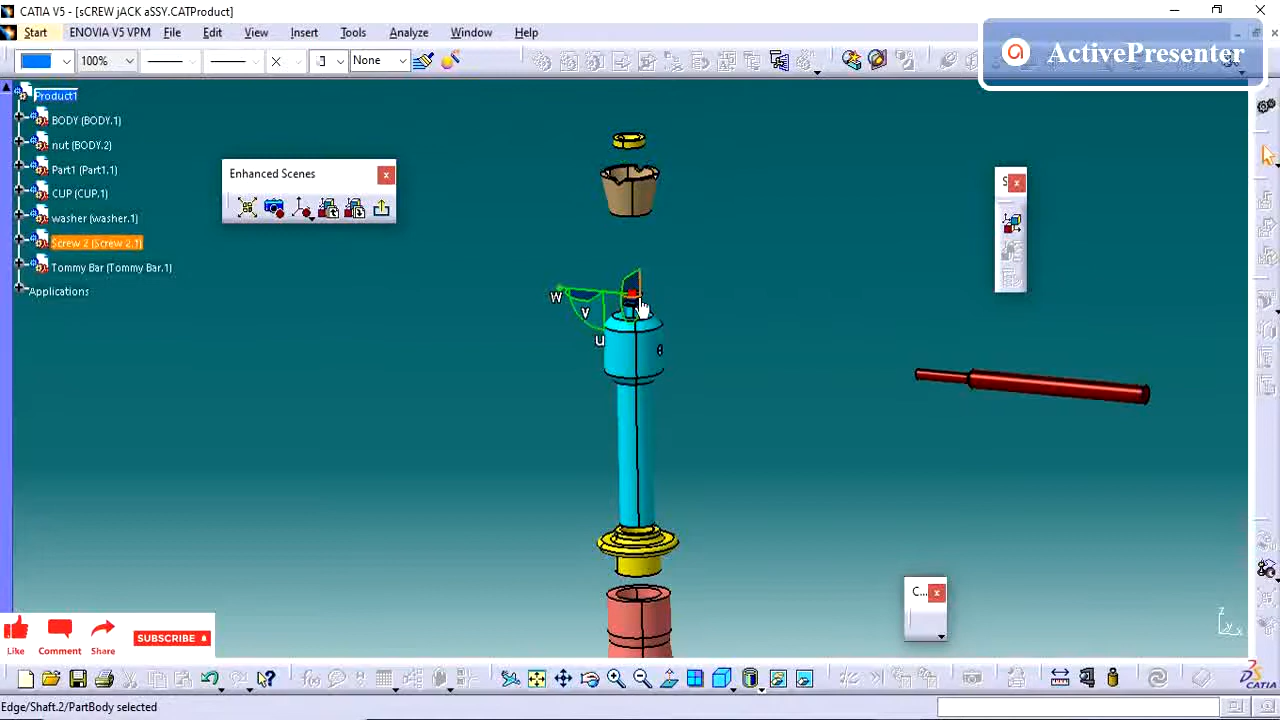 CATIA V5 - [sCREW jACK aSSY.CATProduct]
Start ENOVIA V5 VPM File Edit View Insert Tools Analyze Window Help
ActivePresenter
100% None
Product1
BODY (BODY.1)
nut (BODY.2)
Part1 (Part1.1)
CUP (CUP.1)
washer (washer.1)
Screw 2 (Screw 2.1)
Tommy Bar (Tommy Bar.1)
Applications
Enhanced Scenes
S
W
V
U
C...
z
y
x
Like Comment Share SUBSCRIBE
CATIA
Edge/Shaft.2/PartBody selected